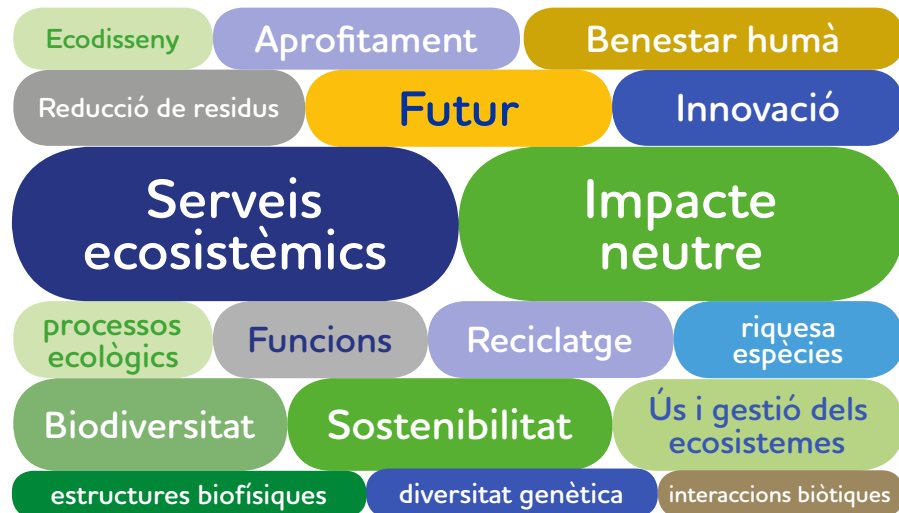 Ecodisseny
Aprofitament
Benestar humà
Reducció de residus
Futur
Innovació
Serveis
ecosistèmics
Impacte
neutre
processos
ecològics
Funcions
Reciclatge
riquesa
espècies
Biodiversitat
Sostenibilitat
Ús i gestió dels
ecosistemes
estructures biofísiques
diversitat genètica
interaccions biòtiques